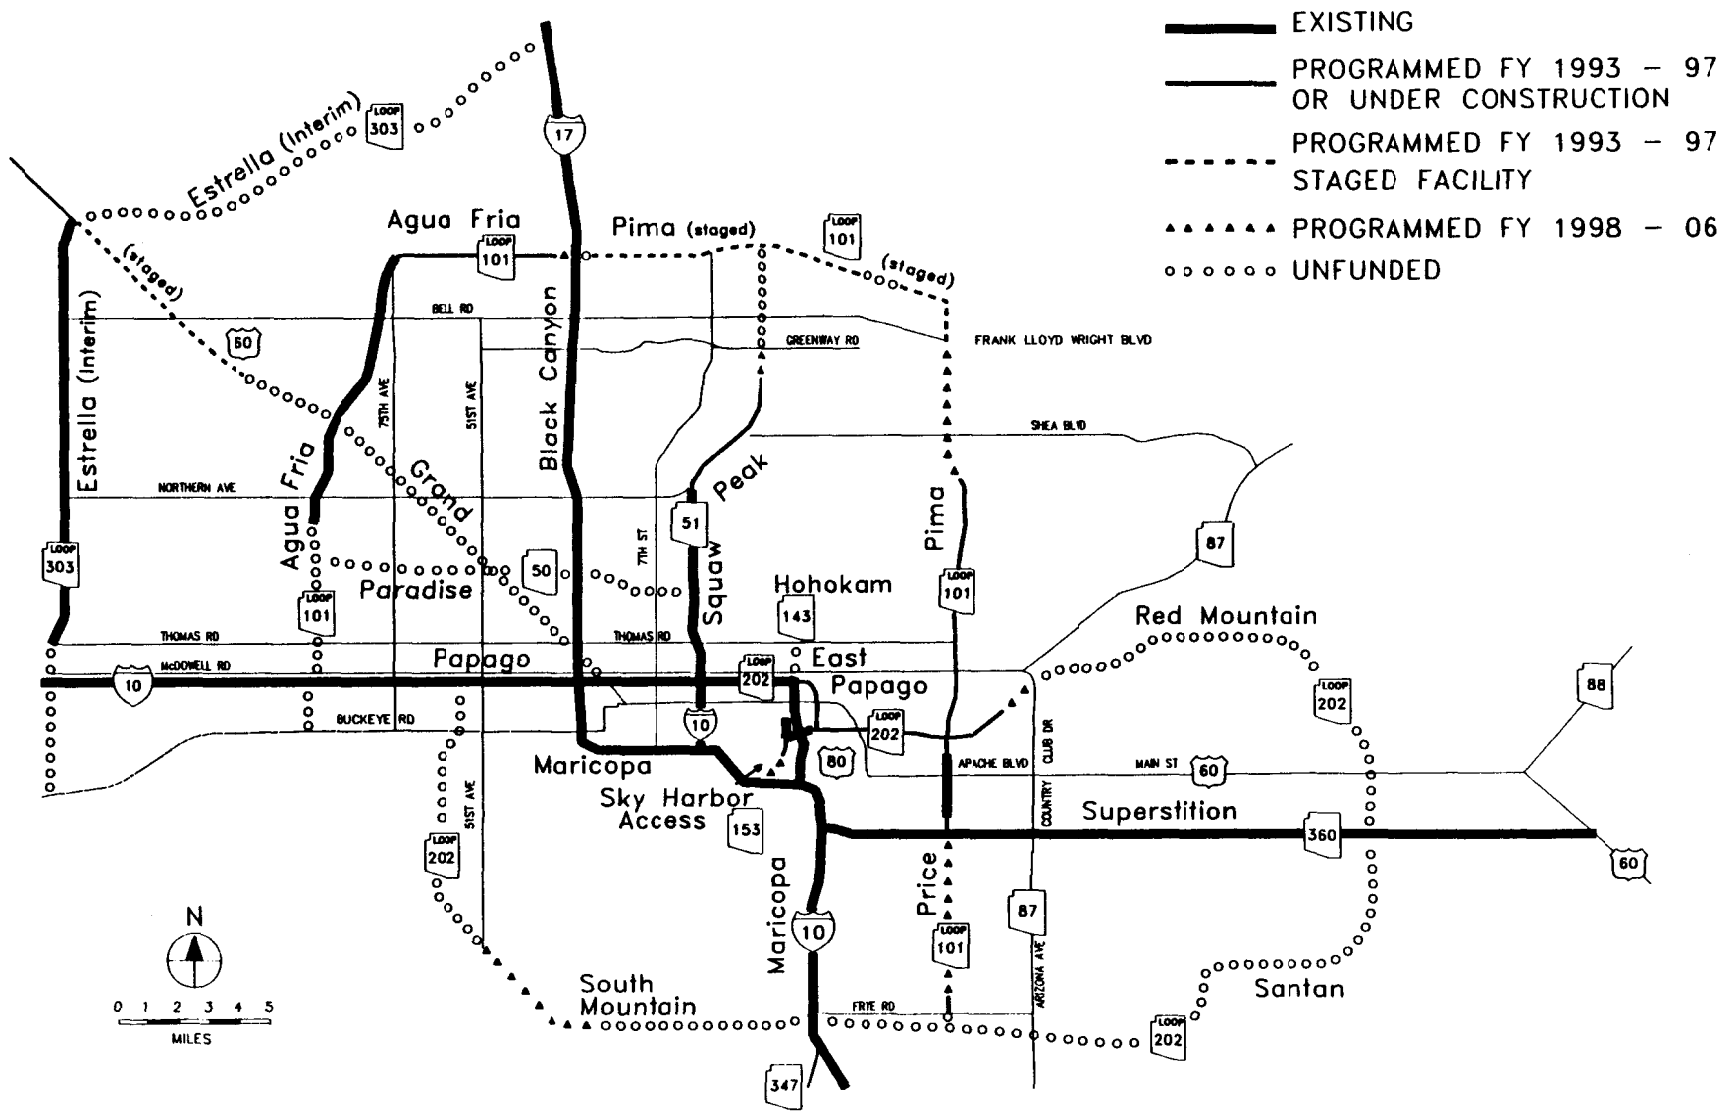 EXISTING
PROGRAMMED FY 1993 - 97
OR UNDER CONSTRUCTION
PROGRAMMED FY 1993 - 97
STAGED FACILITY
PROGRAMMED FY 1998 - 06
UNFUNDED
Estrella (Interim)
LOOP
303
17
Agua Fria
LOOP
101
Pima (staged)
LOOP
101
(staged)
(staged)
60
BELL RD
GREENWAY RD
FRANK LLOYD WRIGHT BLVD
Estrella (Interim)
75TH AVE
51ST AVE
Black Canyon
SHEA BLVD
Agua Fria
Grand
Peak
NORTHERN AVE
51
Pima
87
7TH ST
Squaw
LOOP
303
50
Paradise
Hohokam
143
LOOP
101
LOOP
101
Red Mountain
THOMAS RD
THOMAS RD
McDOWELL RD
Papago
East
Papago
LOOP
202
10
LOOP
202
88
BUCKEYE RD
10
LOOP
202
COUNTRY CLUB DR
Maricopa
80
APACHE BLVD
MAIN ST
60
51ST AVE
Sky Harbor
Access
153
Superstition
360
LOOP
202
60
Maricopa
Price
87
N
10
LOOP
101
ARIZONA AVE
South
Mountain
Santan
0 1 2 3 4 5
MILES
FRYE RD
LOOP
202
347